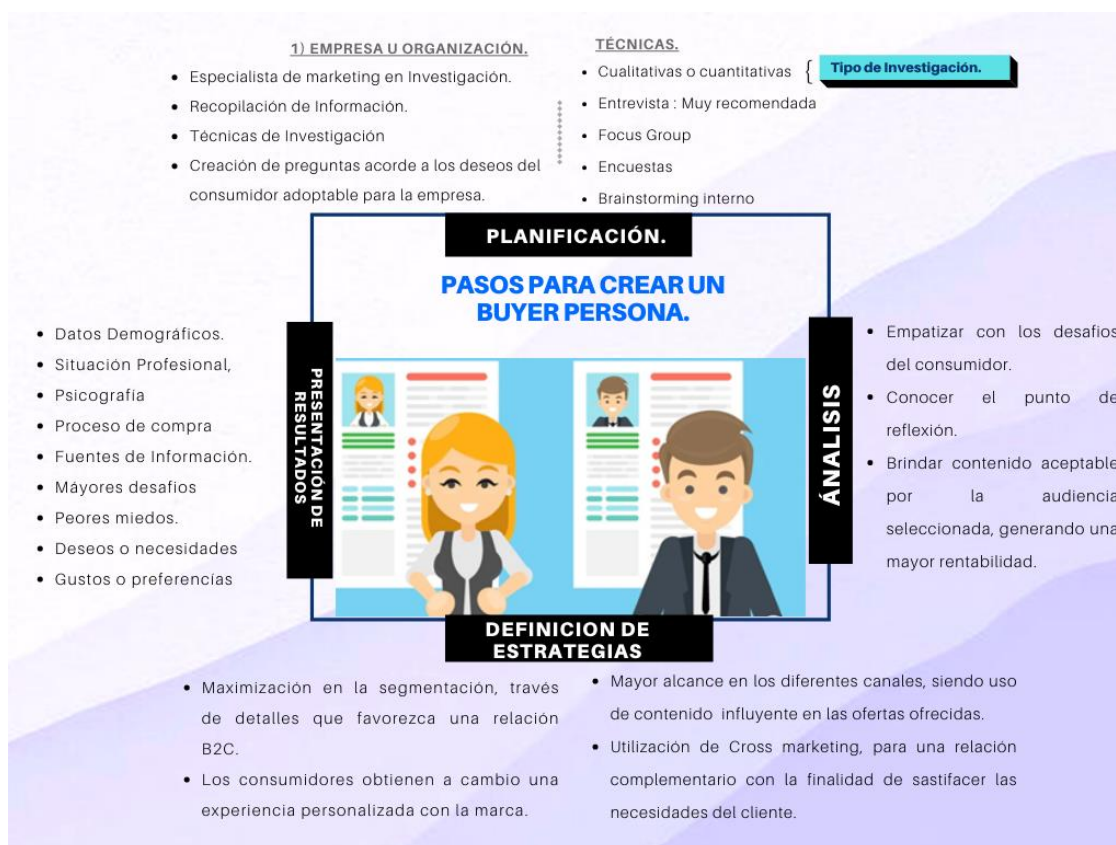 1) EMPRESA U ORGANIZACIÓN.
• Especialista de marketing en Investigación.
• Recopilación de Información.
• Técnicas de Investigación
• Creación de preguntas acorde a los deseos del
consumidor adoptable para la empresa.
TÉCNICAS.
• Cualitativas o cuantitativas { Tipo de Investigación.
• Entrevista : Muy recomendada
• Focus Group
• Encuestas
• Brainstorming interno
PLANIFICACIÓN.
PASOS PARA CREAR UN
BUYER PERSONA.
• Datos Demográficos.
• Situación Profesional,
• Psicografía
• Proceso de compra
• Fuentes de Información.
• Máyores desafios
• Peores miedos.
• Deseos o necesidades
• Gustos o preferencías
PRESENTACIÓN DE
RESULTADOS
ÁNALISIS
• Empatizar con los desafios
del consumidor.
• Conocer el punto de
reflexión.
• Brindar contenido aceptable
por la audiencia
seleccionada, generando una
mayor rentabilidad.
DEFINICION DE
ESTRATEGIAS
• Maximización en la segmentación, través
de detalles que favorezca una relación
B2C.
• Los consumidores obtienen a cambio una
experiencia personalizada con la marca.
• Mayor alcance en los diferentes canales, siendo uso
de contenido influyente en las ofertas ofrecidas.
• Utilización de Cross marketing, para una relación
complementario con la finalidad de sastifacer las
necesidades del cliente.